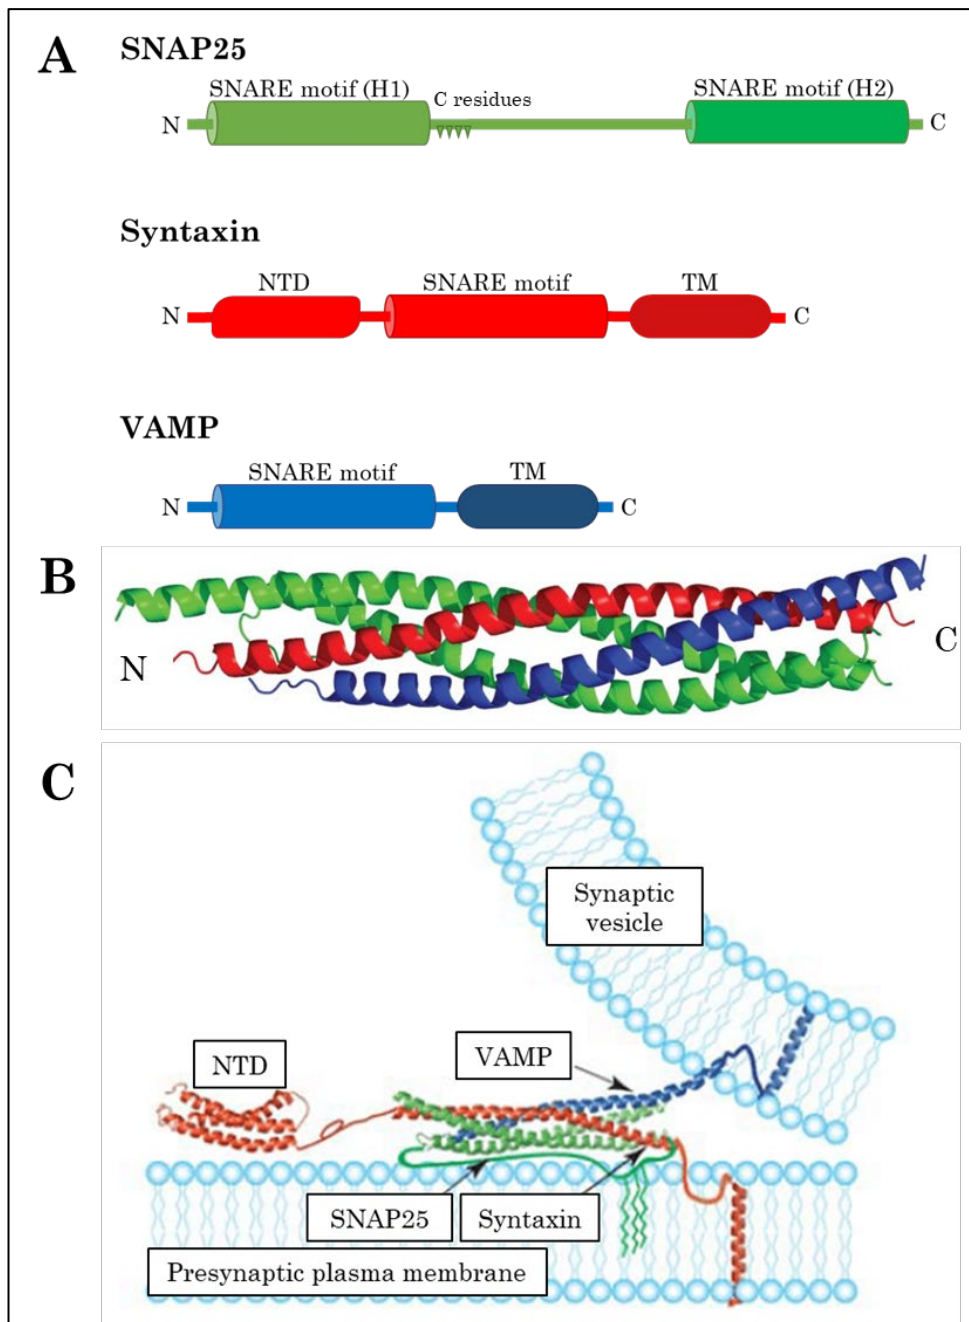 A
SNAP25
SNARE motif (H1)
C residues
SNARE motif (H2)
N
C
Syntaxin
NTD
SNARE motif
TM
N
C
VAMP
SNARE motif
TM
N
C
B
N
C
C
Synaptic
vesicle
NTD
VAMP
SNAP25
Syntaxin
Presynaptic plasma membrane